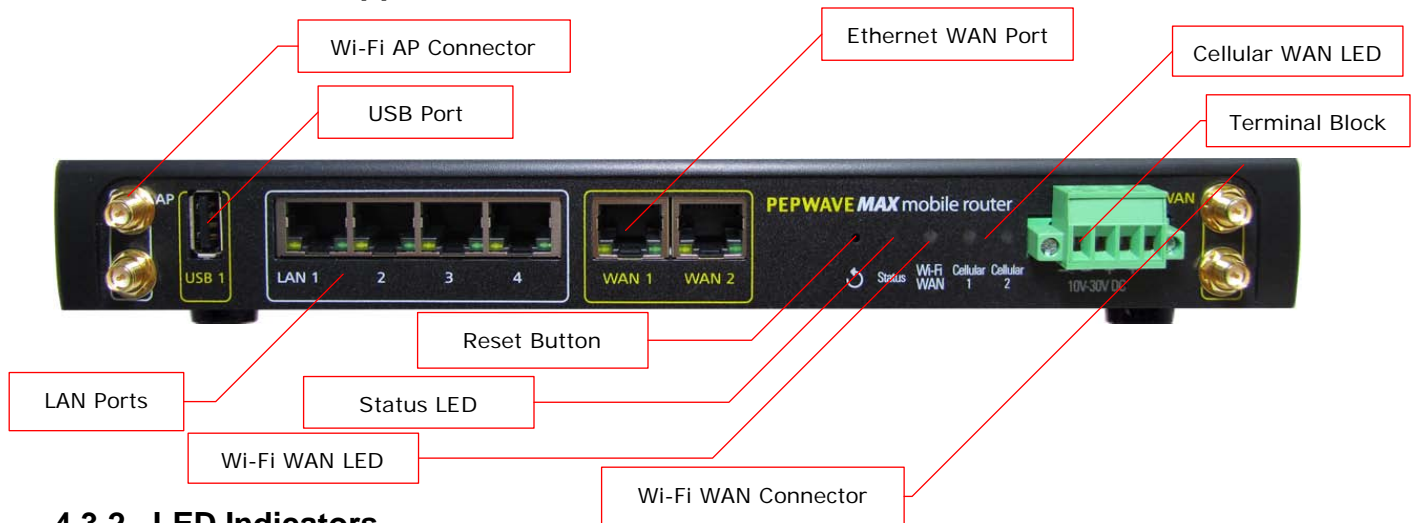 Wi-Fi AP Connector
Ethernet WAN Port
Cellular WAN LED
USB Port
Terminal Block
AP
USB 1
LAN 1 2 3 4
WAN 1 WAN 2
PEPWAVE MAX mobile router
Status
Wi-Fi WAN
Cellular 1
Cellular 2
10V-30V DC
WAN
Reset Button
LAN Ports
Status LED
Wi-Fi WAN LED
Wi-Fi WAN Connector
4.3.2 LED Indicators